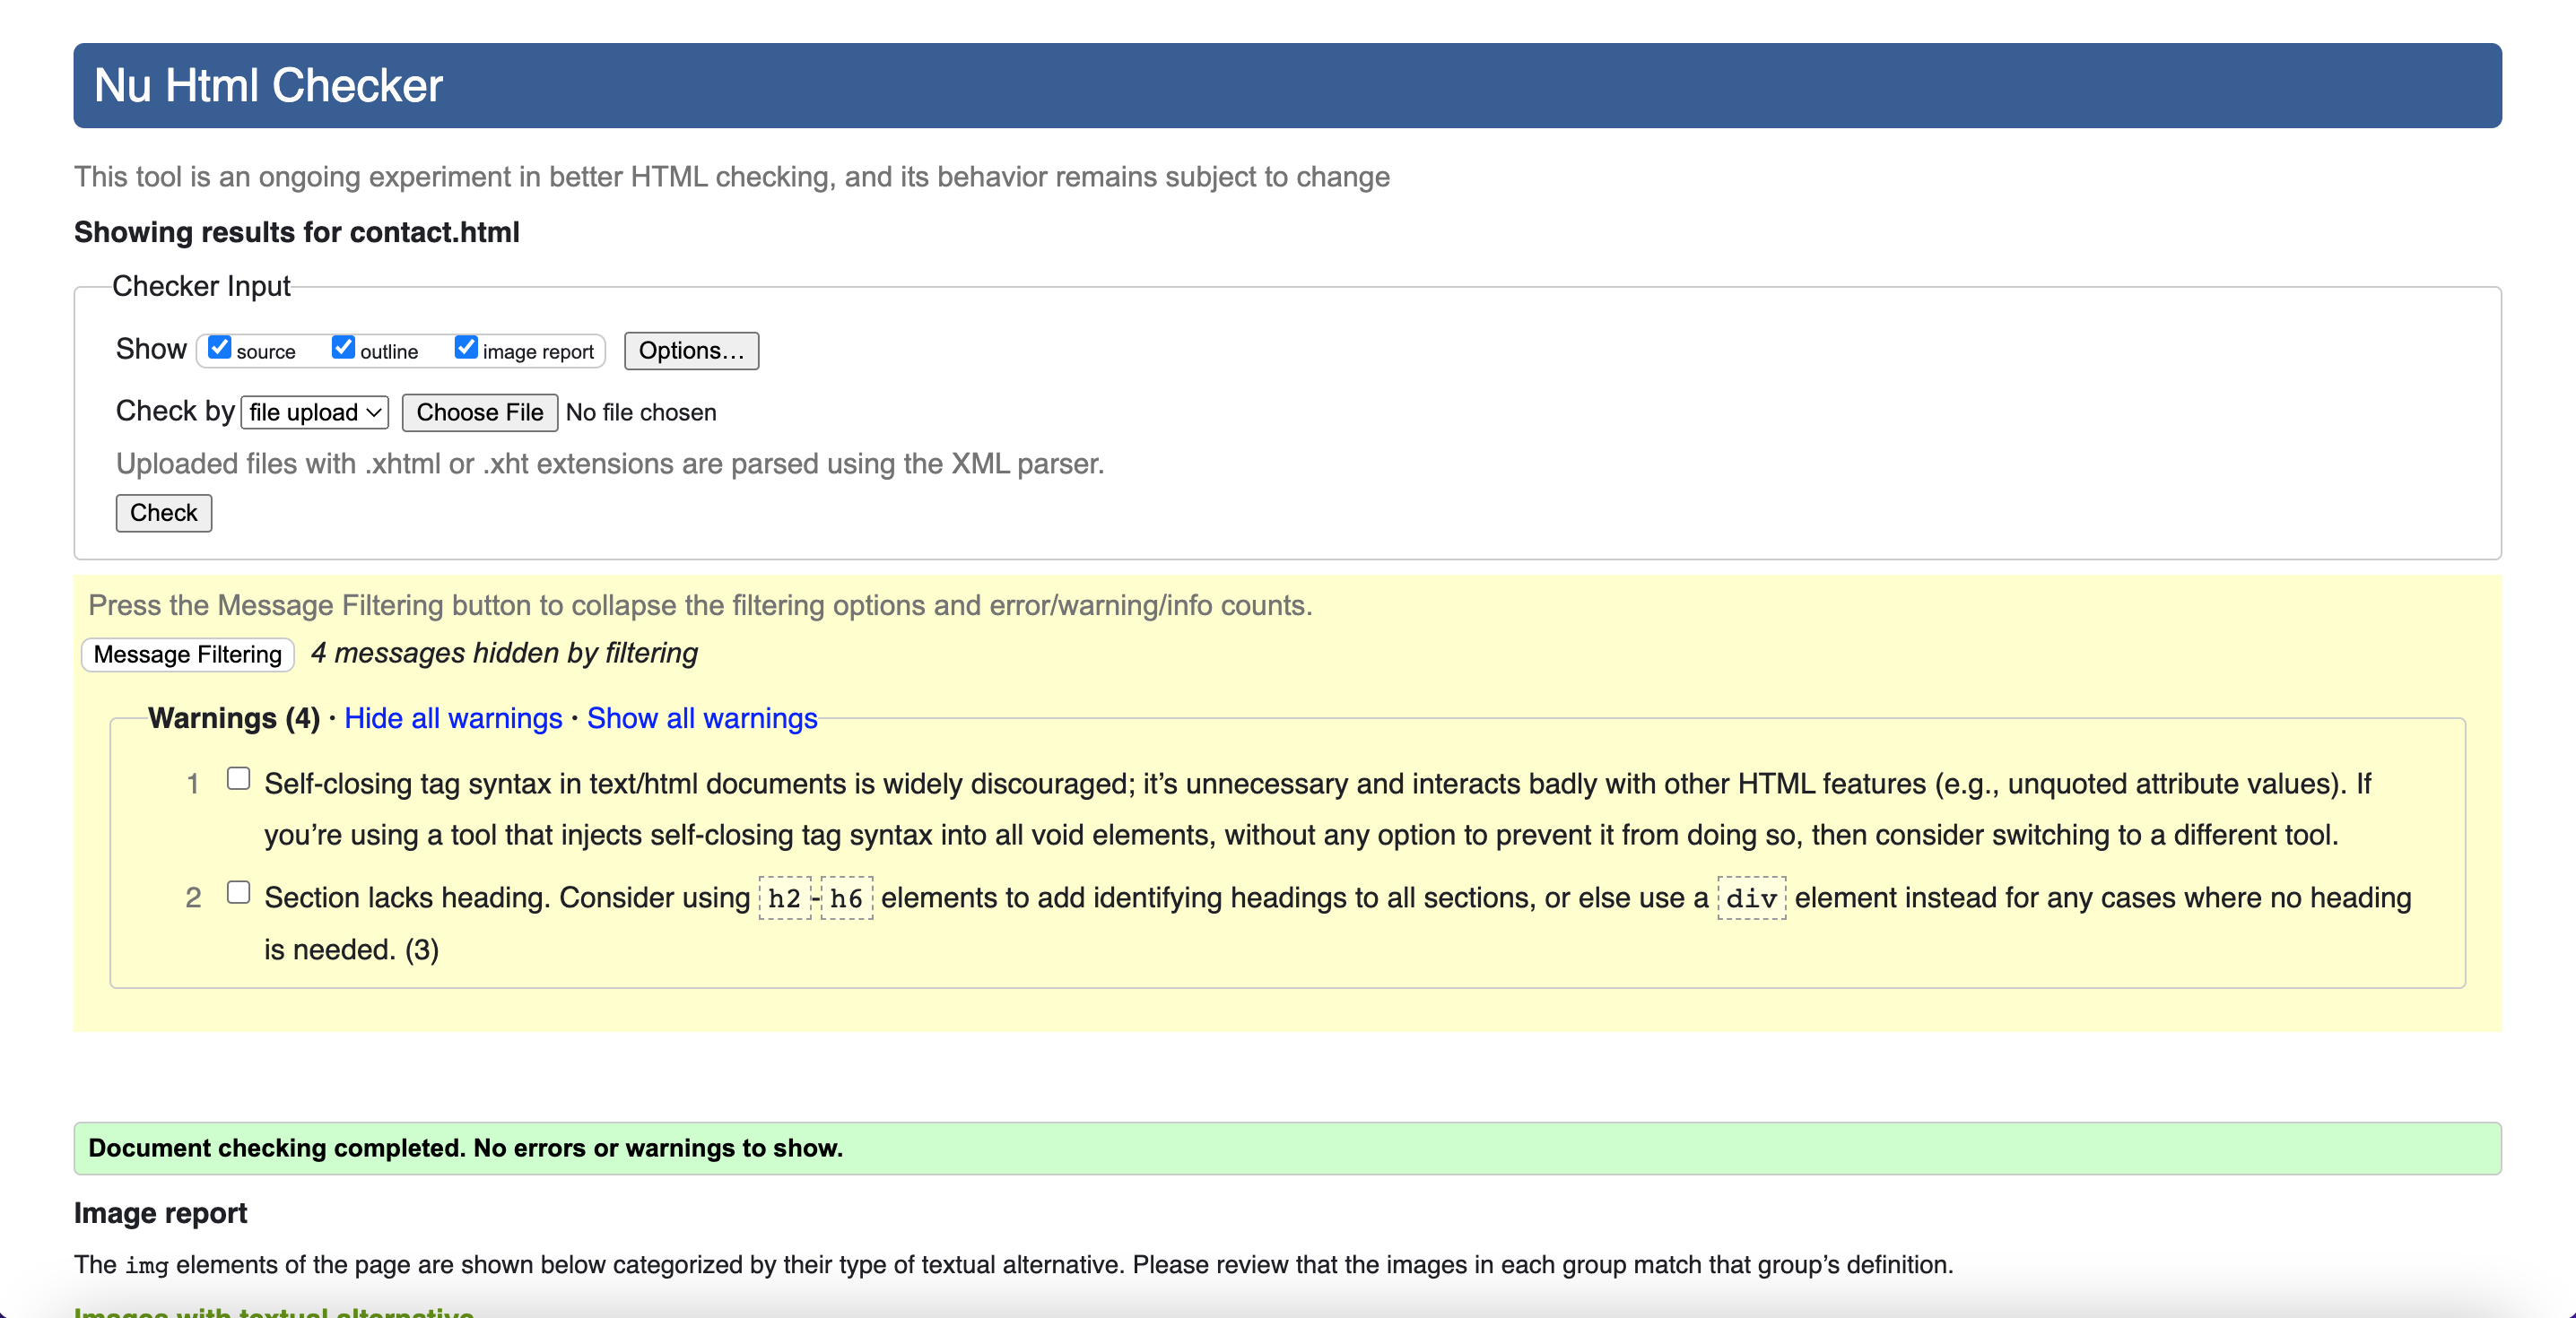 Nu Html Checker
This tool is an ongoing experiment in better HTML checking, and its behavior remains subject to change
Showing results for contact.html
Checker Input
Show source outline image report Options...
Check by file upload Choose File No file chosen
Uploaded files with .xhtml or .xht extensions are parsed using the XML parser.
Check
Press the Message Filtering button to collapse the filtering options and error/warning/info counts.
Message Filtering 4 messages hidden by filtering
Warnings (4) · Hide all warnings · Show all warnings
1 Self-closing tag syntax in text/html documents is widely discouraged; it’s unnecessary and interacts badly with other HTML features (e.g., unquoted attribute values). If
you’re using a tool that injects self-closing tag syntax into all void elements, without any option to prevent it from doing so, then consider switching to a different tool.
2 Section lacks heading. Consider using h2-h6 elements to add identifying headings to all sections, or else use a div element instead for any cases where no heading
is needed. (3)
Document checking completed. No errors or warnings to show.
Image report
The img elements of the page are shown below categorized by their type of textual alternative. Please review that the images in each group match that group’s definition.
Images with textual alternative